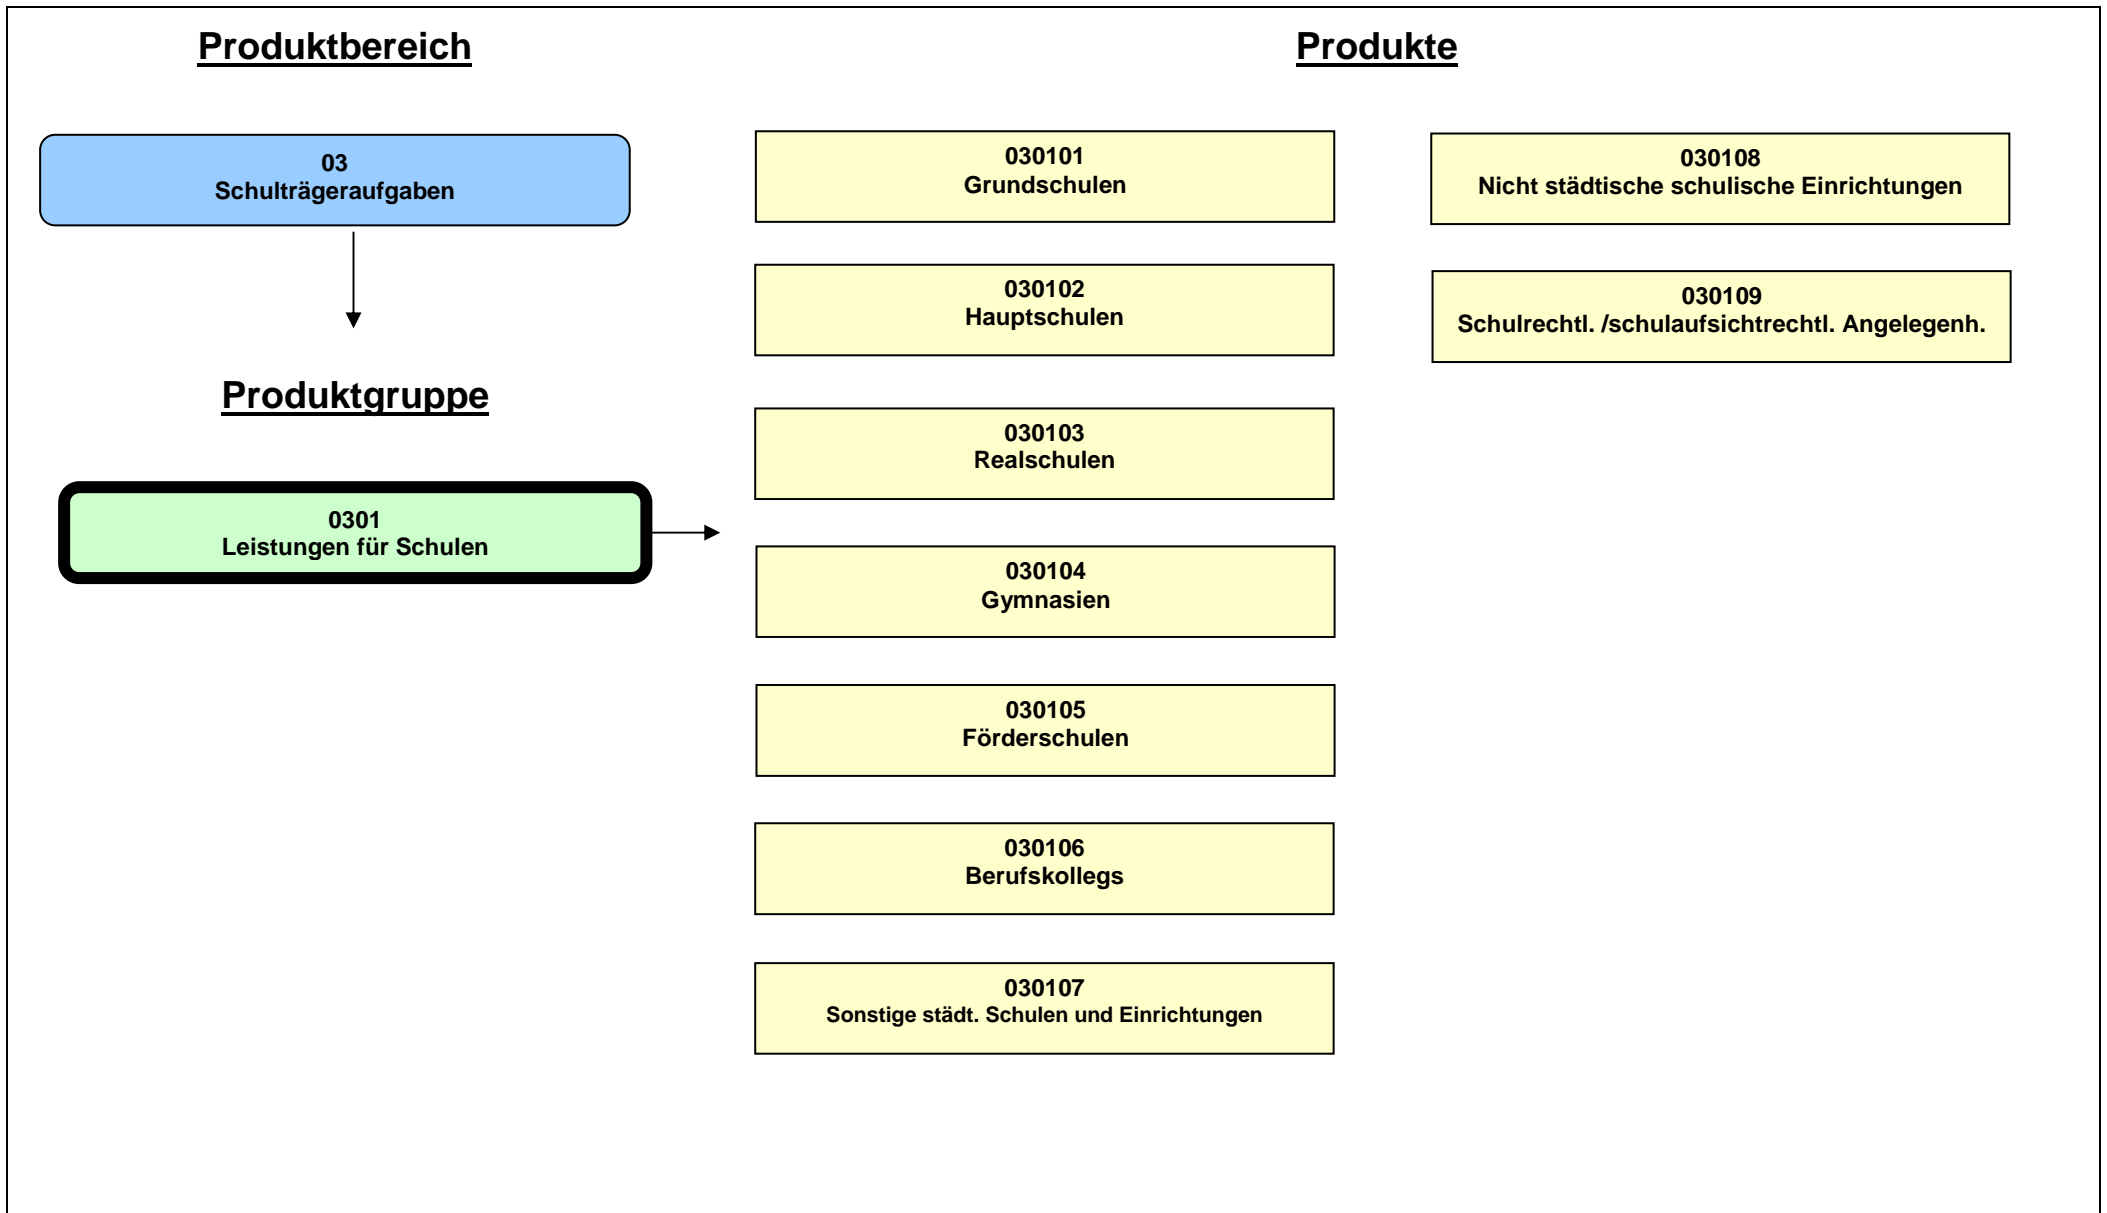 Produktbereich
03
Schulträgeraufgaben
Produktgruppe
0301
Leistungen für Schulen
Produkte
030101
Grundschulen
030102
Hauptschulen
030103
Realschulen
030104
Gymnasien
030105
Förderschulen
030106
Berufskollegs
030107
Sonstige städt. Schulen und Einrichtungen
030108
Nicht städtische schulische Einrichtungen
030109
Schulrechtl. /schulaufsichtrechtl. Angelegenh.